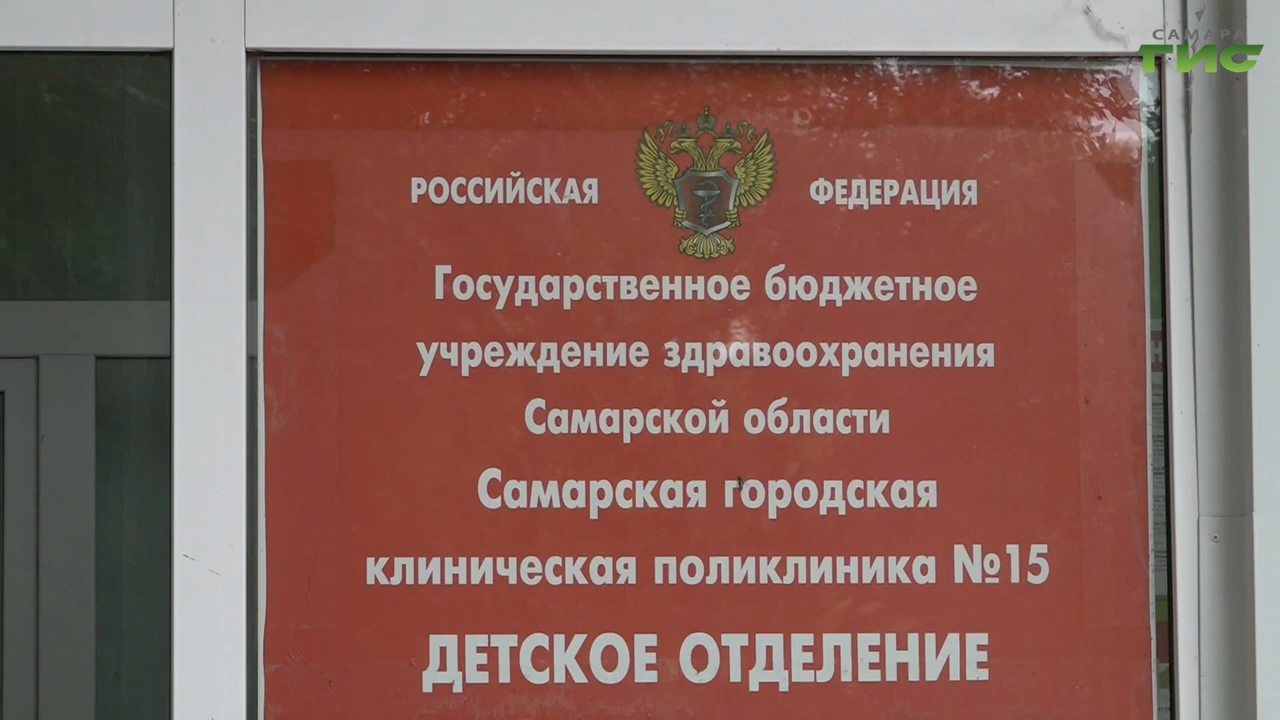 САМАРА
ГИС
РОССИЙСКАЯ ФЕДЕРАЦИЯ
Государственное бюджетное
учреждение здравоохранения
Самарской области
Самарская городская
клиническая поликлиника №15
ДЕТСКОЕ ОТДЕЛЕНИЕ